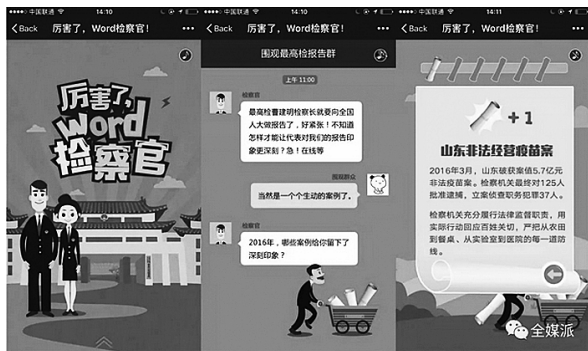 中国联通 14:10
Back 厉害了，Word检察官！
厉害了，
word
检察官
中国联通 14:10
Back 厉害了，Word检察官！
围观最高检报告群
上午 11:00
检察官
最高检曹建明检察长就要向全国
人大做报告了，好紧张！不知道
怎样才能让代表对我们的报告印
象更深刻？急！在线等
围观群众
当然是一个个生动的案例了。
检察官
2016年，哪些案例给你留下了
深刻印象？
中国联通 14:11
Back 厉害了，Word检察官！
+1
山东非法经营疫苗案
2016年3月，山东破获案值5.7亿元
非法疫苗案。检察机关最终对125人
批准逮捕，立案侦查职务犯罪37人。
检察机关充分履行法律监督职责，用
实际行动回应百姓关切，严把从农田
到餐桌、从实验室到医院的每一道防
线。
全媒派